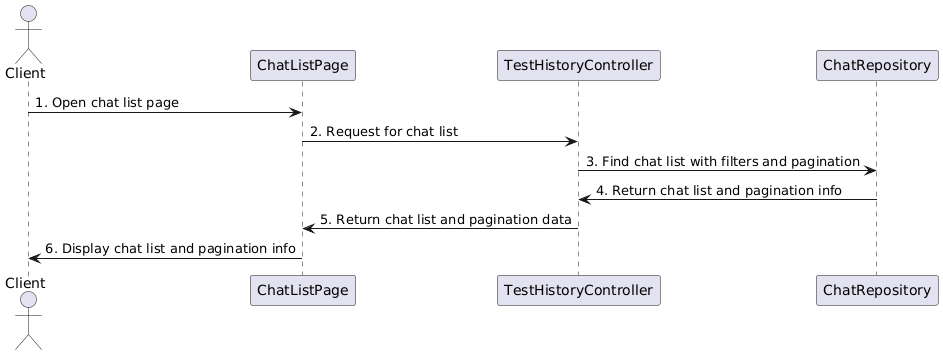 Client
ChatListPage
TestHistoryController
ChatRepository
1. Open chat list page
2. Request for chat list
3. Find chat list with filters and pagination
4. Return chat list and pagination info
5. Return chat list and pagination data
6. Display chat list and pagination info
Client
ChatListPage
TestHistoryController
ChatRepository